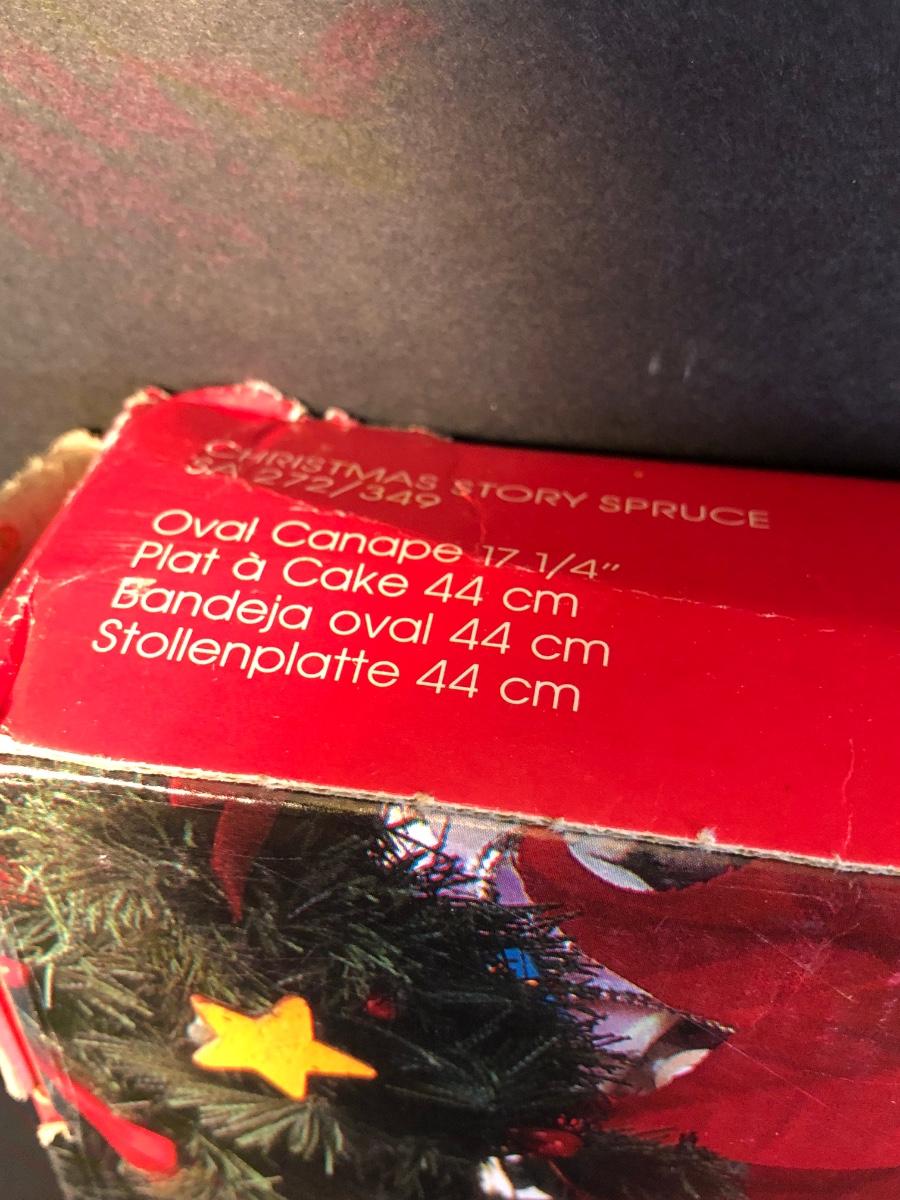 CHRISTMAS STORY SPRUCE
SA 272/349
Oval Canape 17 1/4"
Plat à Cake 44 cm
Bandeja oval 44 cm
Stollenplatte 44 cm